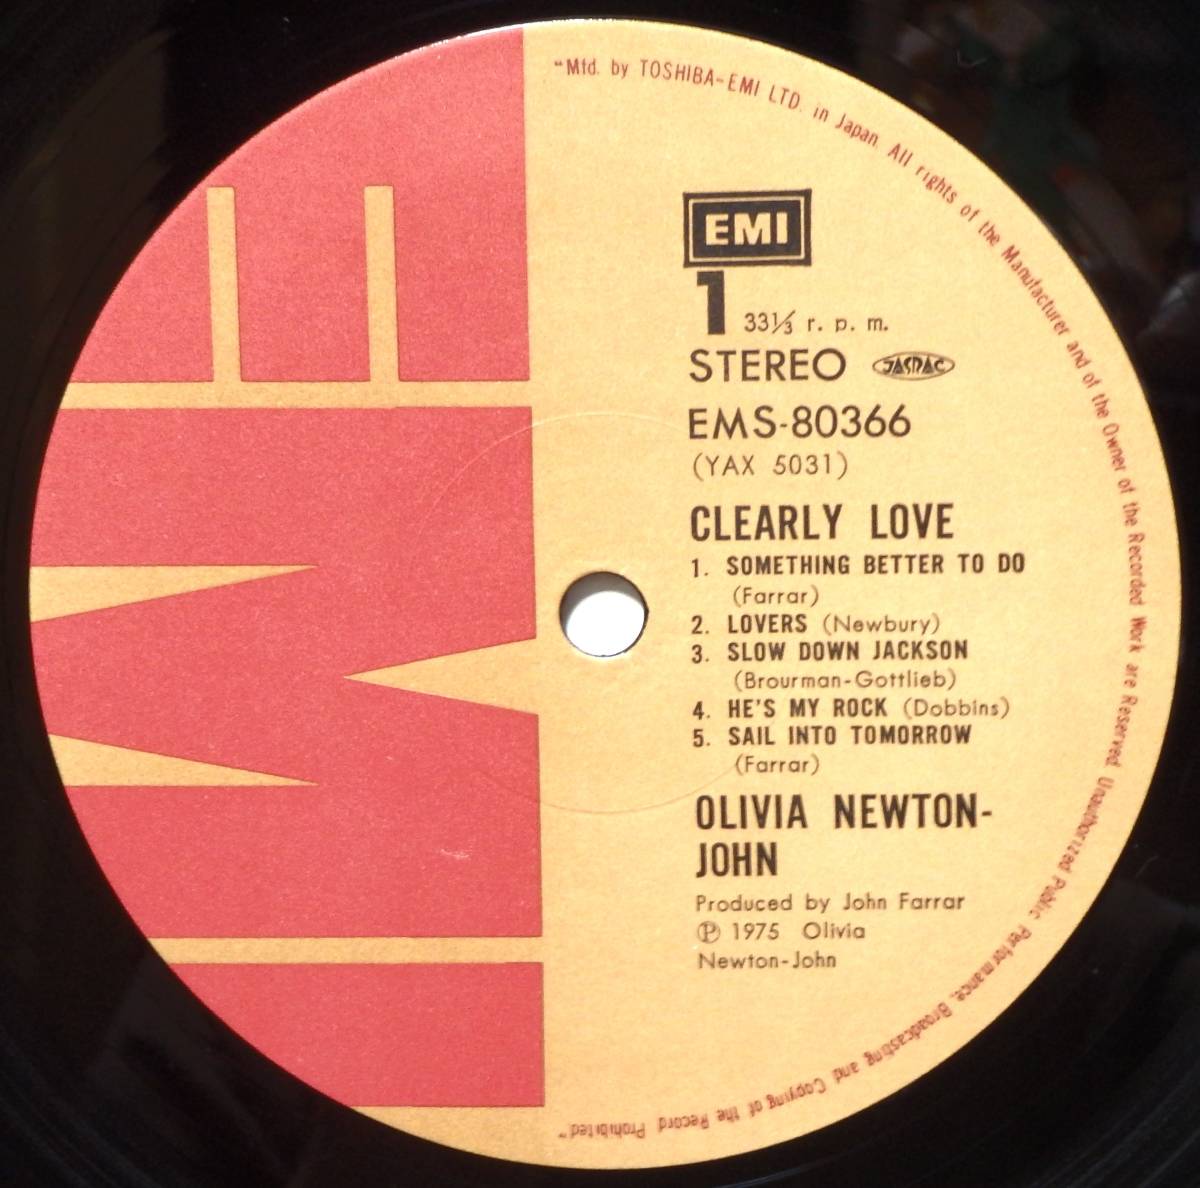 "Mfd. by TOSHIBA-EMI LTD. in Japan. All rights of the Manufacturer and of the Owner of the Recorded Work are Reserved. Unauthorized Public Performance, Broadcasting and Copying of the Record Prohibited."
EMI
EMI
1 33⅓ r. p. m.
STEREO JASRAC
EMS-80366
(YAX 5031)
CLEARLY LOVE
1. SOMETHING BETTER TO DO
(Farrar)
2. LOVERS (Newbury)
3. SLOW DOWN JACKSON
(Brourman-Gottlieb)
4. HE'S MY ROCK (Dobbins)
5. SAIL INTO TOMORROW
(Farrar)
OLIVIA NEWTON-
JOHN
Produced by John Farrar
℗ 1975 Olivia
Newton-John